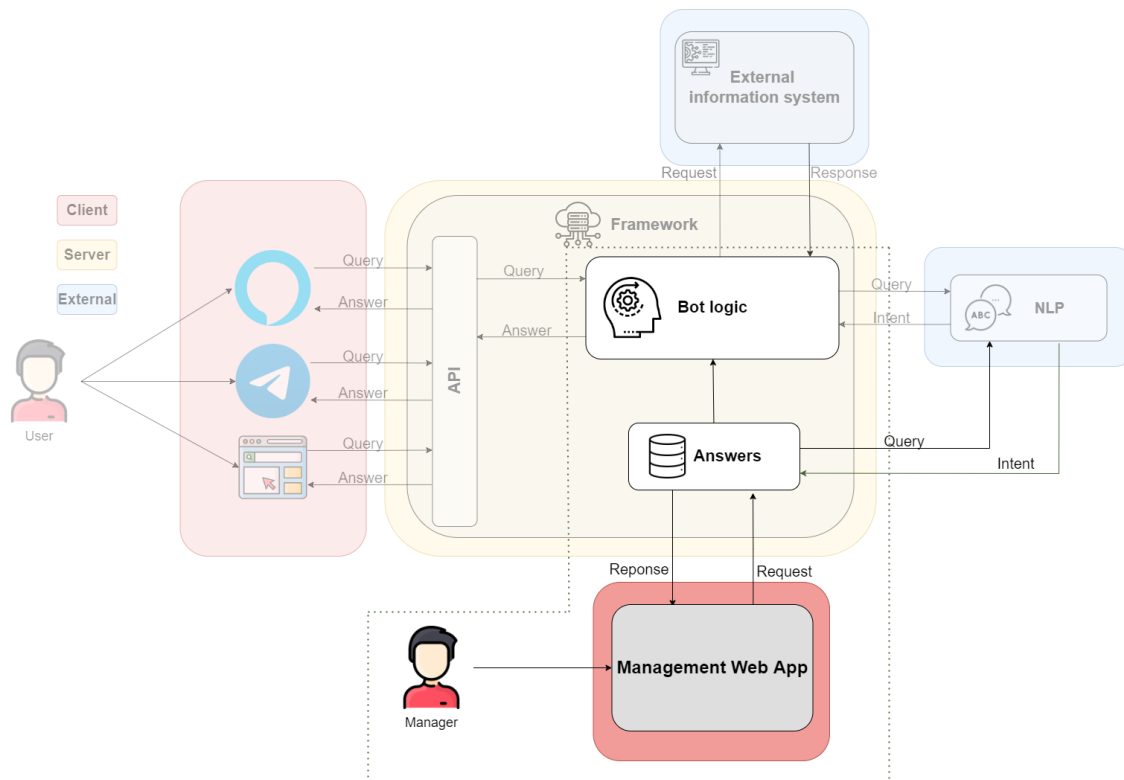 External
information system
Request
Response
Client
Framework
Server
Query
Query
Query
External
Answer
Bot logic
Intent
NLP
ABC
Answer
Query
API
Answer
User
Query
Answers
Query
Answer
Intent
Reponse
Request
Management Web App
Manager